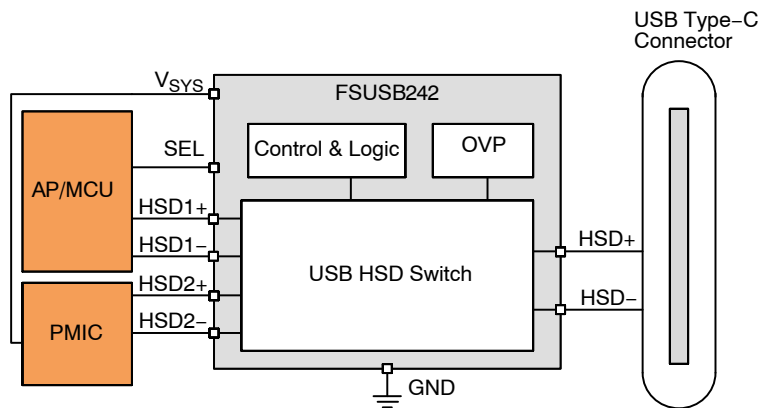 USB Type−C
Connector
VSYS
FSUSB242
Control & Logic
OVP
SEL
AP/MCU
HSD1+
HSD1−
USB HSD Switch
HSD+
HSD2+
HSD−
PMIC
HSD2−
GND